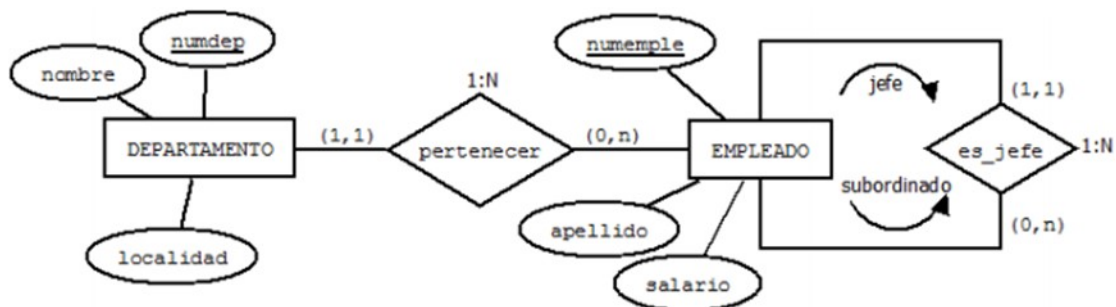 numdep
numemple
nombre
1:N
jefe
(1,1)
DEPARTAMENTO
(1,1)
pertenecer
(0,n)
EMPLEADO
es_jefe
1:N
subordinado
apellido
(0,n)
localidad
salario